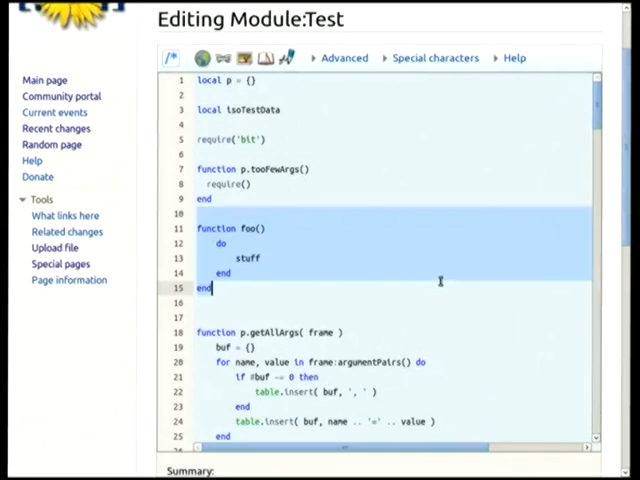 Editing Module:Test
/*
Advanced
Special characters
Help
Main page
Community portal
Current events
Recent changes
Random page
Help
Donate
Tools
What links here
Related changes
Upload file
Special pages
Page information
1 local p = {}
2
3 local isoTestData
4
5 require('bit')
6
7 function p.tooFewArgs()
8 require()
9 end
10
11 function foo()
12 do
13 stuff
14 end
15 end
16
17
18 function p.getAllArgs( frame )
19 buf = {}
20 for name, value in frame:argumentPairs() do
21 if #buf ~= 0 then
22 table.insert( buf, ', ' )
23 end
24 table.insert( buf, name .. '=' .. value )
25 end
Summary: